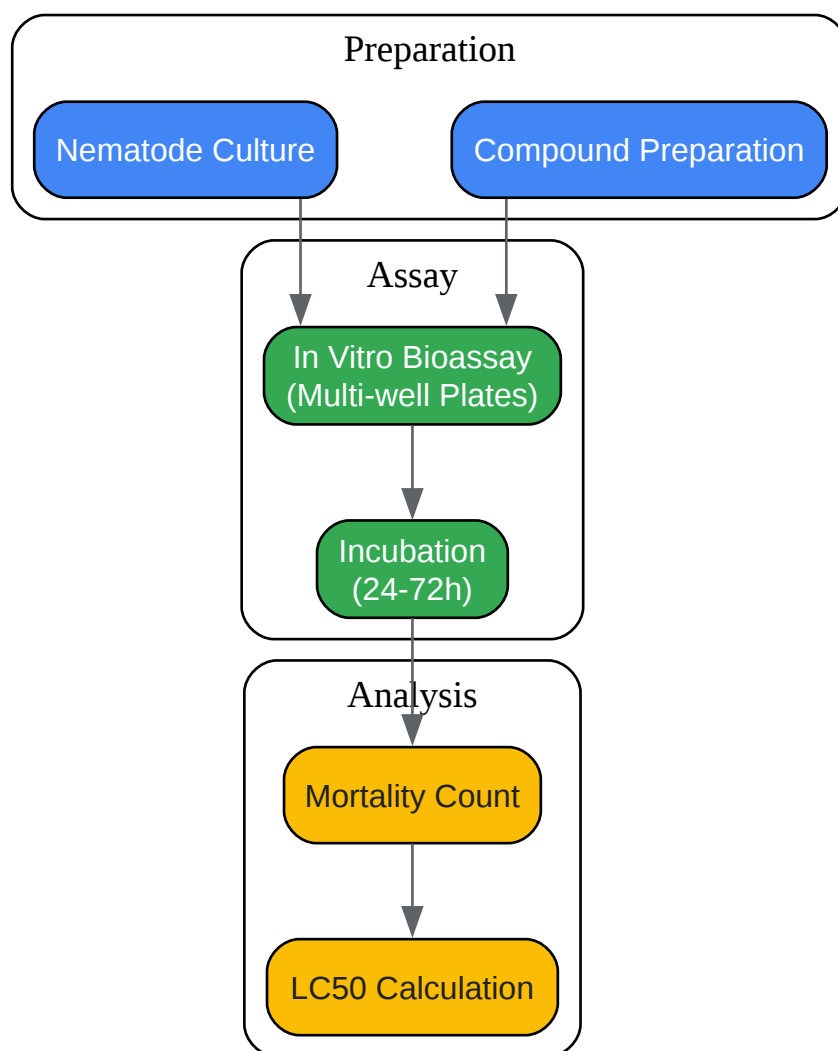 Preparation
Nematode Culture
Compound Preparation
Assay
In Vitro Bioassay
(Multi-well Plates)
Incubation
(24-72h)
Analysis
Mortality Count
LC50 Calculation